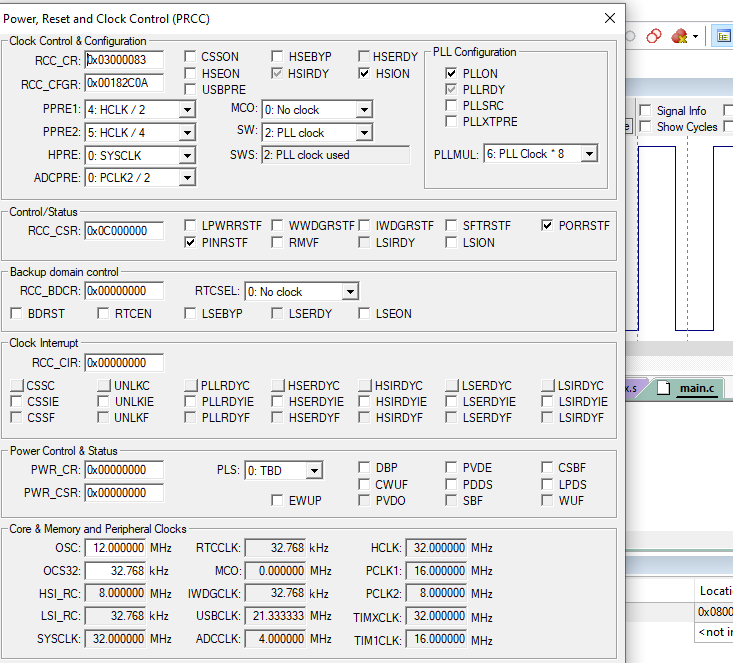 Power, Reset and Clock Control (PRCC)
Clock Control & Configuration
RCC_CR: 0x03000083 CSSON HSEBYP HSERDY
RCC_CFGR: 0x00182C0A HSEON HSIRDY HSION
USBPRE
PPRE1: 4: HCLK / 2 MCO: 0: No clock
PPRE2: 5: HCLK / 4 SW: 2: PLL clock
HPRE: 0: SYSCLK SWS: 2: PLL clock used
ADCPRE: 0: PCLK2 / 2
PLL Configuration
PLLON
PLLRDY
PLLSRC
PLLXTPRE
PLLMUL: 6: PLL Clock * 8
Control/Status
RCC_CSR: 0x0C000000 LPWRRSTF WWDGRSTF IWDGRSTF SFTRSTF PORRSTF
PINRSTF RMVF LSIRDY LSION
Backup domain control
RCC_BDCR: 0x00000000 RTCSEL: 0: No clock
BDRST RTCEN LSEBYP LSERDY LSEON
Clock Interrupt
RCC_CIR: 0x00000000
CSSC UNLKC PLLRDYC HSERDYC HSIRDYC LSERDYC LSIRDYC
CSSIE UNLKIE PLLRDYIE HSERDYIE HSIRDYIE LSERDYIE LSIRDYIE
CSSF UNLKF PLLRDYF HSERDYF HSIRDYF LSERDYF LSIRDYF
Power Control & Status
PWR_CR: 0x00000000 PLS: 0: TBD DBP PVDE CSBF
CWUF PDDS LPDS
PWR_CSR: 0x00000000 EWUP PVDO SBF WUF
Core & Memory and Peripheral Clocks
OSC: 12.000000 MHz RTCCLK: 32.768 kHz HCLK: 32.000000 MHz
OCS32: 32.768 kHz MCO: 0.000000 MHz PCLK1: 16.000000 MHz
HSI_RC: 8.000000 MHz IWDGCLK: 32.768 kHz PCLK2: 8.000000 MHz
LSI_RC: 32.768 kHz USBCLK: 21.333333 MHz TIMXCLK: 32.000000 MHz
SYSCLK: 32.000000 MHz ADCCLK: 4.000000 MHz TIM1CLK: 16.000000 MHz
Signal Info
Show Cycles
x.s main.c
Locati
0x0800
<not in